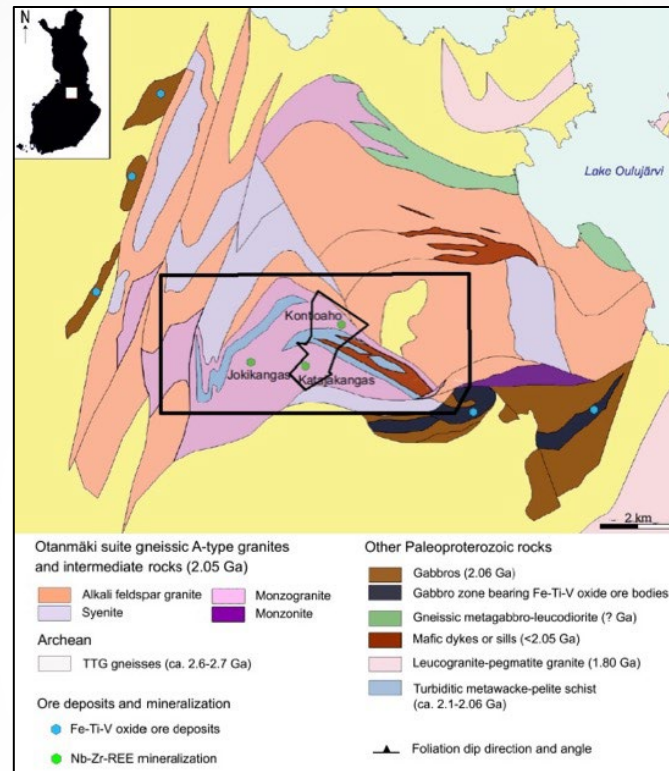 N
Lake Oulujärvi
Kontioaho
Jokikangas
Katajakangas
2 km
Otanmäki suite gneissic A-type granites
and intermediate rocks (2.05 Ga)
Alkali feldspar granite
Monzogranite
Syenite
Monzonite
Archean
TTG gneisses (ca. 2.6-2.7 Ga)
Ore deposits and mineralization
Fe-Ti-V oxide ore deposits
Nb-Zr-REE mineralization
Other Paleoproterozoic rocks
Gabbros (2.06 Ga)
Gabbro zone bearing Fe-Ti-V oxide ore bodies
Gneissic metagabbro-leucodiorite (? Ga)
Mafic dykes or sills (<2.05 Ga)
Leucogranite-pegmatite granite (1.80 Ga)
Turbiditic metawacke-pelite schist
(ca. 2.1-2.06 Ga)
Foliation dip direction and angle